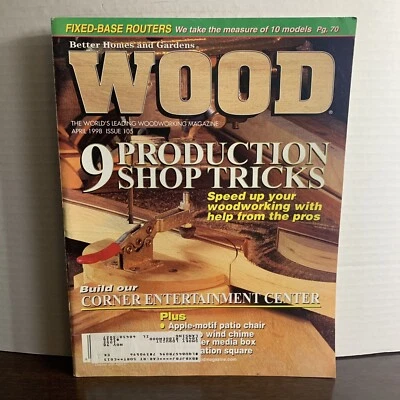 FIXED-BASE ROUTERS We take the measure of 10 models Pg. 70
Better Homes and Gardens
WOOD
THE WORLD'S LEADING WOODWORKING MAGAZINE
APRIL 1998 ISSUE 105
9 PRODUCTION
SHOP TRICKS
Speed up your
woodworking with
help from the pros
Build our
CORNER ENTERTAINMENT CENTER
Plus
• Apple-motif patio chair
wind chime
media box
square